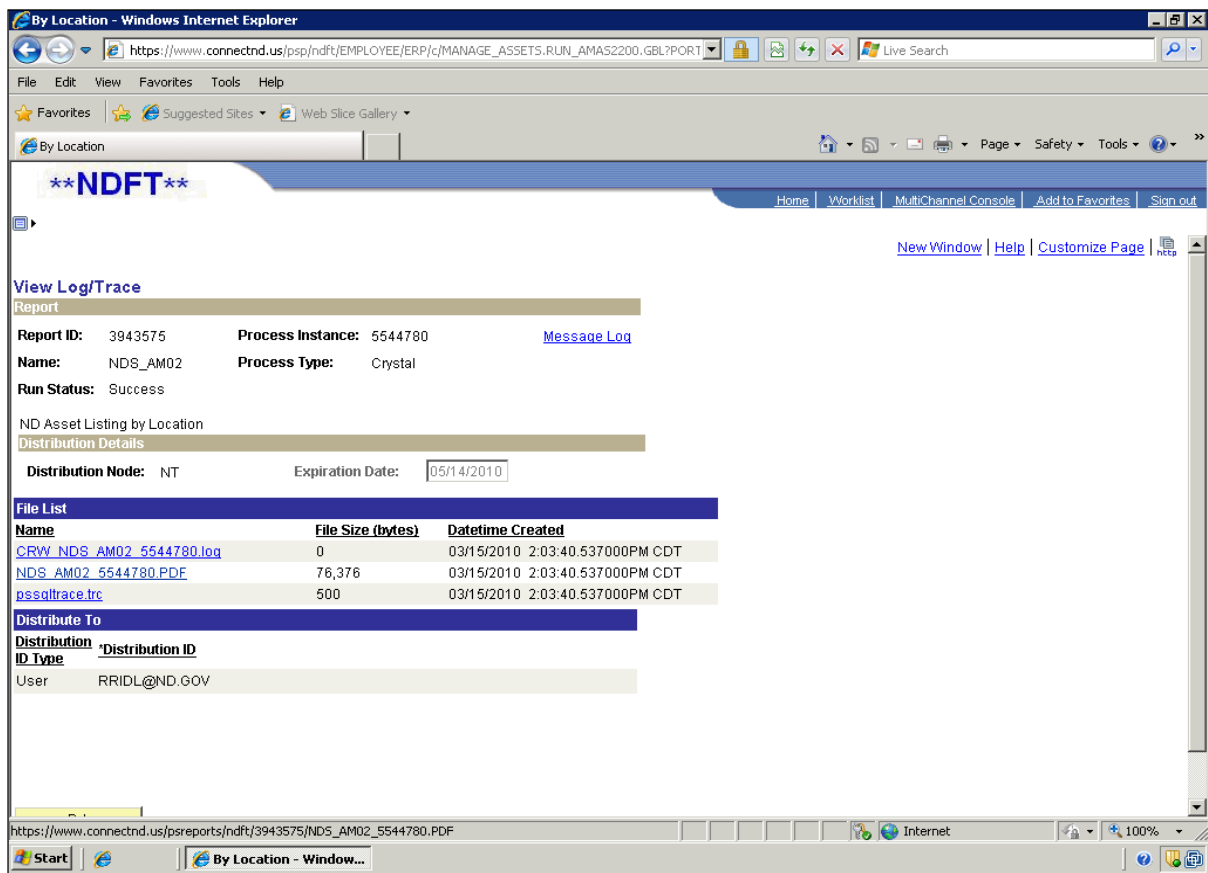 By Location - Windows Internet Explorer
https://www.connectnd.us/psp/ndft/EMPLOYEE/ERP/c/MANAGE_ASSETS.RUN_AMAS2200.GBL?PORT
Live Search
File Edit View Favorites Tools Help
Favorites Suggested Sites Web Slice Gallery
By Location Page Safety Tools »
**NDFT**
Home Worklist MultiChannel Console Add to Favorites Sign out
New Window | Help | Customize Page | http
View Log/Trace
Report
Report ID: 3943575 Process Instance: 5544780 Message Log
Name: NDS_AM02 Process Type: Crystal
Run Status: Success
ND Asset Listing by Location
Distribution Details
Distribution Node: NT Expiration Date: 05/14/2010
File List
Name File Size (bytes) Datetime Created
CRW_NDS_AM02_5544780.log 0 03/15/2010 2:03:40.537000PM CDT
NDS_AM02_5544780.PDF 76,376 03/15/2010 2:03:40.537000PM CDT
pssqltrace.trc 500 03/15/2010 2:03:40.537000PM CDT
Distribute To
Distribution ID Type *Distribution ID
User RRIDL@ND.GOV
https://www.connectnd.us/psreports/ndft/3943575/NDS_AM02_5544780.PDF Internet 100%
Start By Location - Window...